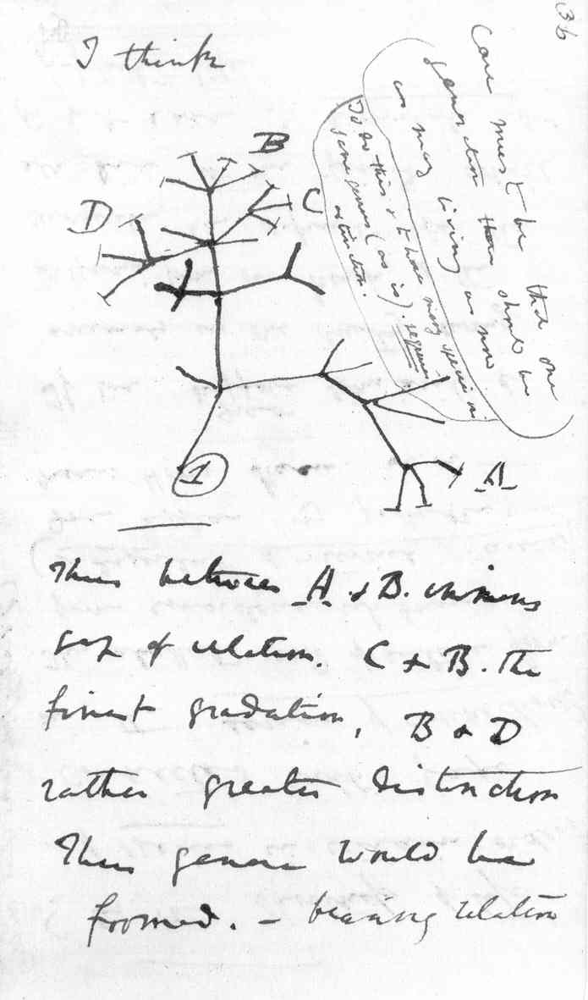 36
I think
Case must be that one
generation then should be
as many living as now
To do this & to have many species in
same genus (as is). requires
extinction.
B
C
D
A
1
Thus between A & B. immens
gap of relation. C & B. the
finest gradation, B & D
rather greater distinction
Thus genera would be
formed. — bearing relation